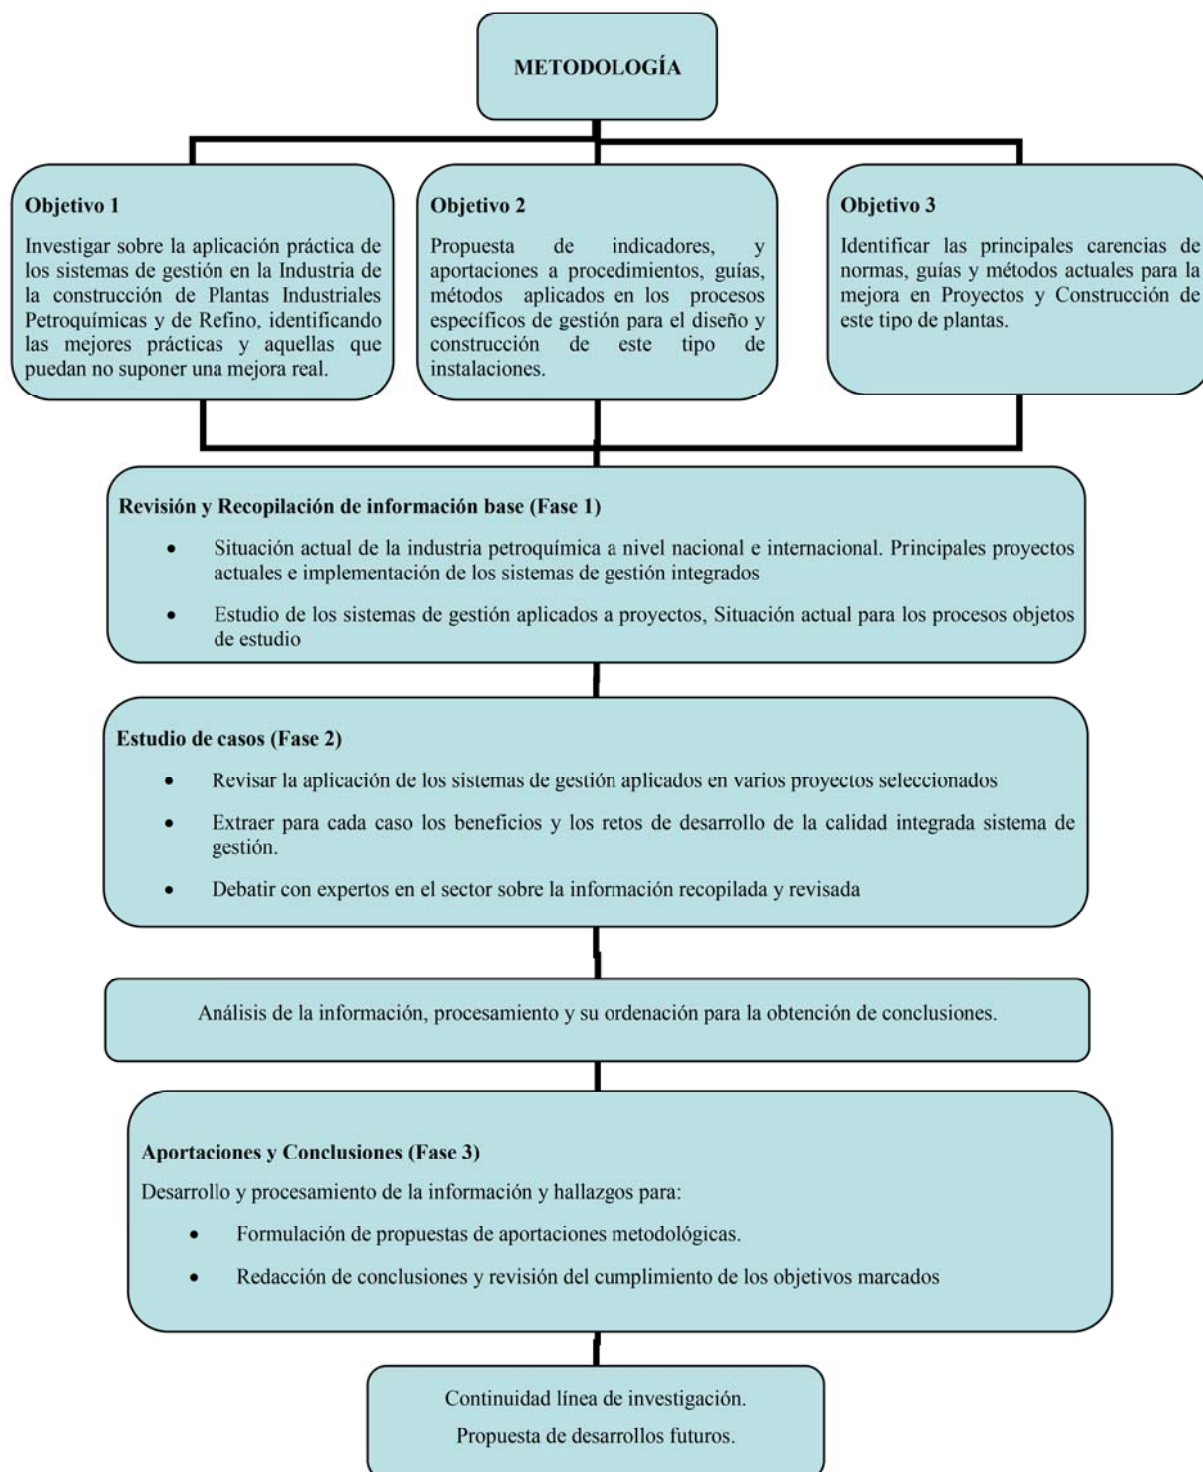 METODOLOGÍA
Objetivo 1
Investigar sobre la aplicación práctica de
los sistemas de gestión en la Industria de
la construcción de Plantas Industriales
Petroquímicas y de Refino, identificando
las mejores prácticas y aquellas que
puedan no suponer una mejora real.
Objetivo 2
Propuesta de indicadores, y
aportaciones a procedimientos, guías,
métodos aplicados en los procesos
específicos de gestión para el diseño y
construcción de este tipo de
instalaciones.
Objetivo 3
Identificar las principales carencias de
normas, guías y métodos actuales para la
mejora en Proyectos y Construcción de
este tipo de plantas.
Revisión y Recopilación de información base (Fase 1)
• Situación actual de la industria petroquímica a nivel nacional e internacional. Principales proyectos
actuales e implementación de los sistemas de gestión integrados
• Estudio de los sistemas de gestión aplicados a proyectos, Situación actual para los procesos objetos
de estudio
Estudio de casos (Fase 2)
• Revisar la aplicación de los sistemas de gestión aplicados en varios proyectos seleccionados
• Extraer para cada caso los beneficios y los retos de desarrollo de la calidad integrada sistema de
gestión.
• Debatir con expertos en el sector sobre la información recopilada y revisada
Análisis de la información, procesamiento y su ordenación para la obtención de conclusiones.
Aportaciones y Conclusiones (Fase 3)
Desarrollo y procesamiento de la información y hallazgos para:
• Formulación de propuestas de aportaciones metodológicas.
• Redacción de conclusiones y revisión del cumplimiento de los objetivos marcados
Continuidad línea de investigación.
Propuesta de desarrollos futuros.